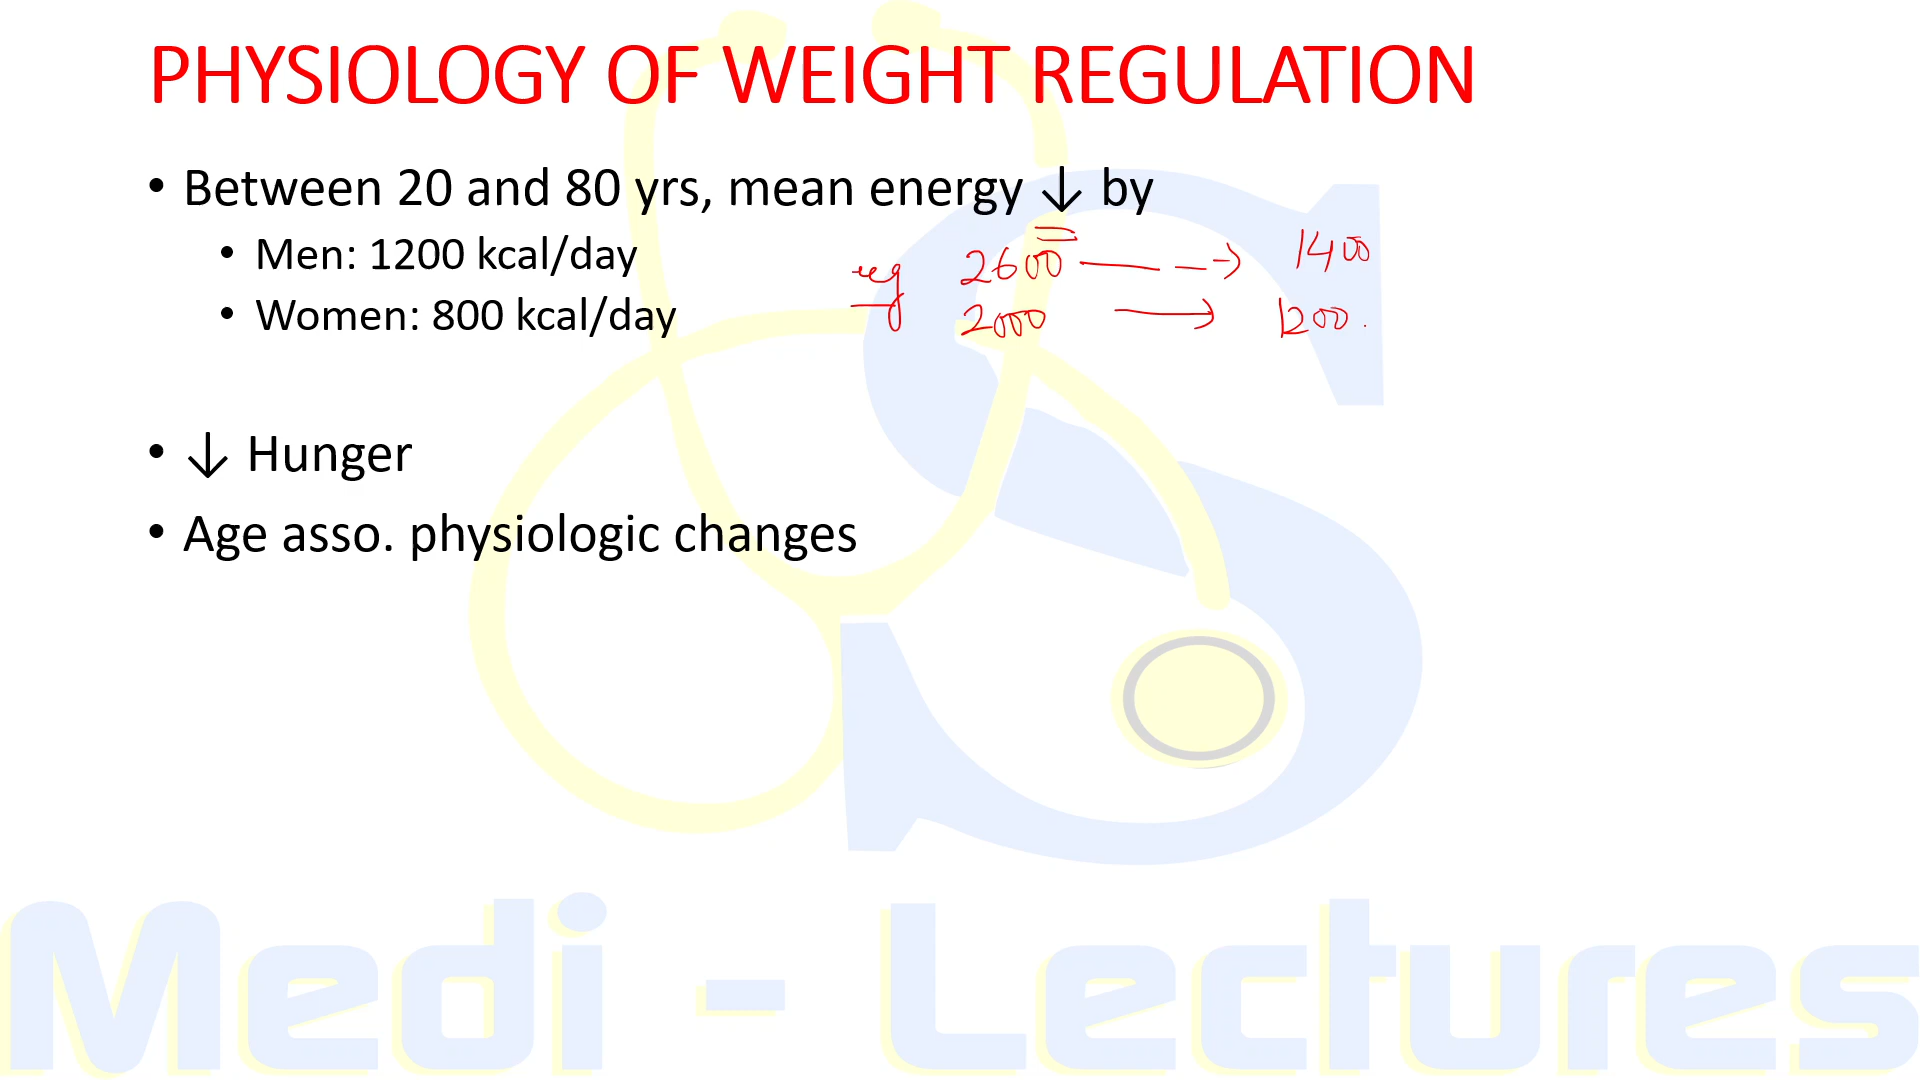 PHYSIOLOGY OF WEIGHT REGULATION
• Between 20 and 80 yrs, mean energy ↓ by
• Men: 1200 kcal/day
eg 2600 → 1400
• Women: 800 kcal/day
2000 → 1200.
• ↓ Hunger
• Age asso. physiologic changes
S
Medi - Lectures